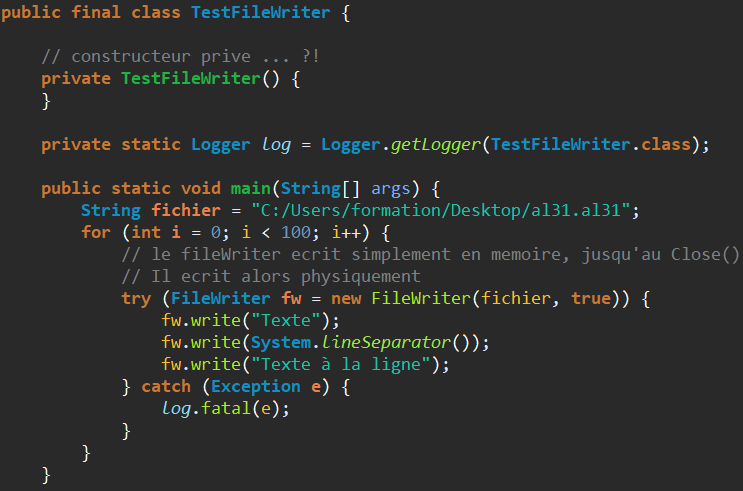 public final class TestFileWriter {
// constructeur prive ... ?!
private TestFileWriter() {
}
private static Logger log = Logger.getLogger(TestFileWriter.class);
public static void main(String[] args) {
String fichier = "C:/Users/formation/Desktop/al31.al31";
for (int i = 0; i < 100; i++) {
// le fileWriter ecrit simplement en memoire, jusqu'au Close()
// Il ecrit alors physiquement
try (FileWriter fw = new FileWriter(fichier, true)) {
fw.write("Texte");
fw.write(System.lineSeparator());
fw.write("Texte à la ligne");
} catch (Exception e) {
log.fatal(e);
}
}
}